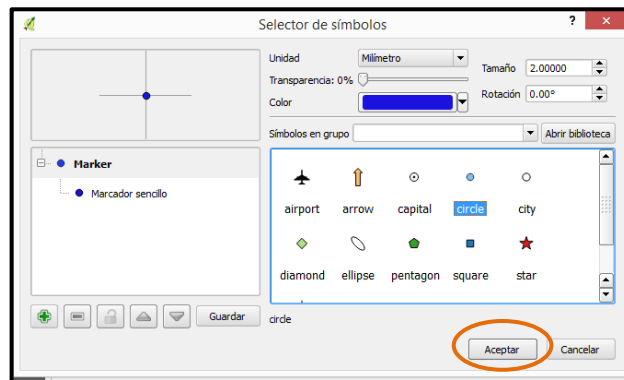 Selector de símbolos
?
Unidad Milímetro
Tamaño 2.00000
Transparencia: 0%
Rotación 0.00°
Color
Símbolos en grupo Abrir biblioteca
Marker
Marcador sencillo
airport arrow capital circle city
diamond ellipse pentagon square star
Guardar
circle
Aceptar Cancelar